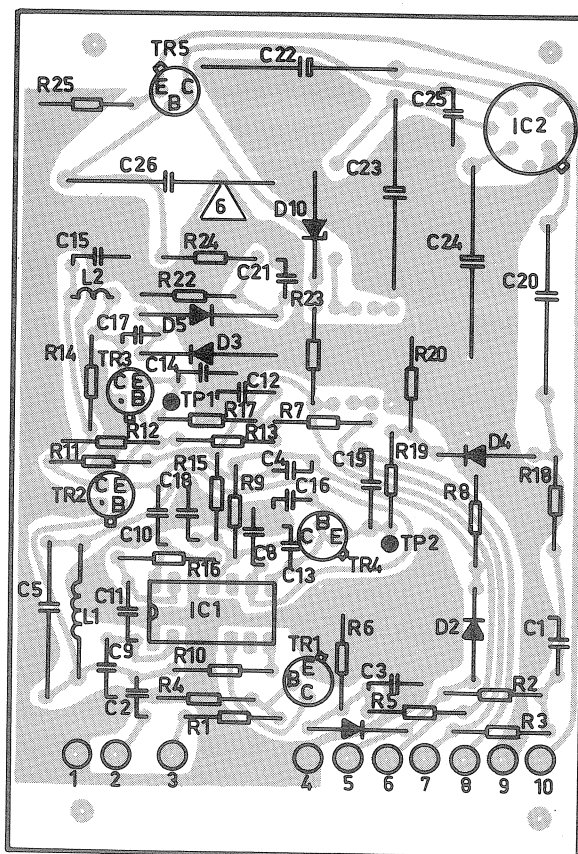 TR5
C22
R25
E C
B
C25
IC2
C26
C23
6
D10
C24
C15
R24
C21
C20
L2
R22
R23
D5
C17
R14
TR3
D3
C14
R20
C E
B
TP1
C12
R17
R7
R12
R13
R11
C4
C19
R19
D4
R15
R9
R8
R18
C E
B
TR2
C18
C16
C10
C8
B
C E
TP2
C13
TR4
R16
C5
C11
L1
IC1
R6
D2
C1
TR1
C9
R10
E
B
C
C3
R2
C2
R4
R5
R1
R3
1 2 3 4 5 6 7 8 9 10